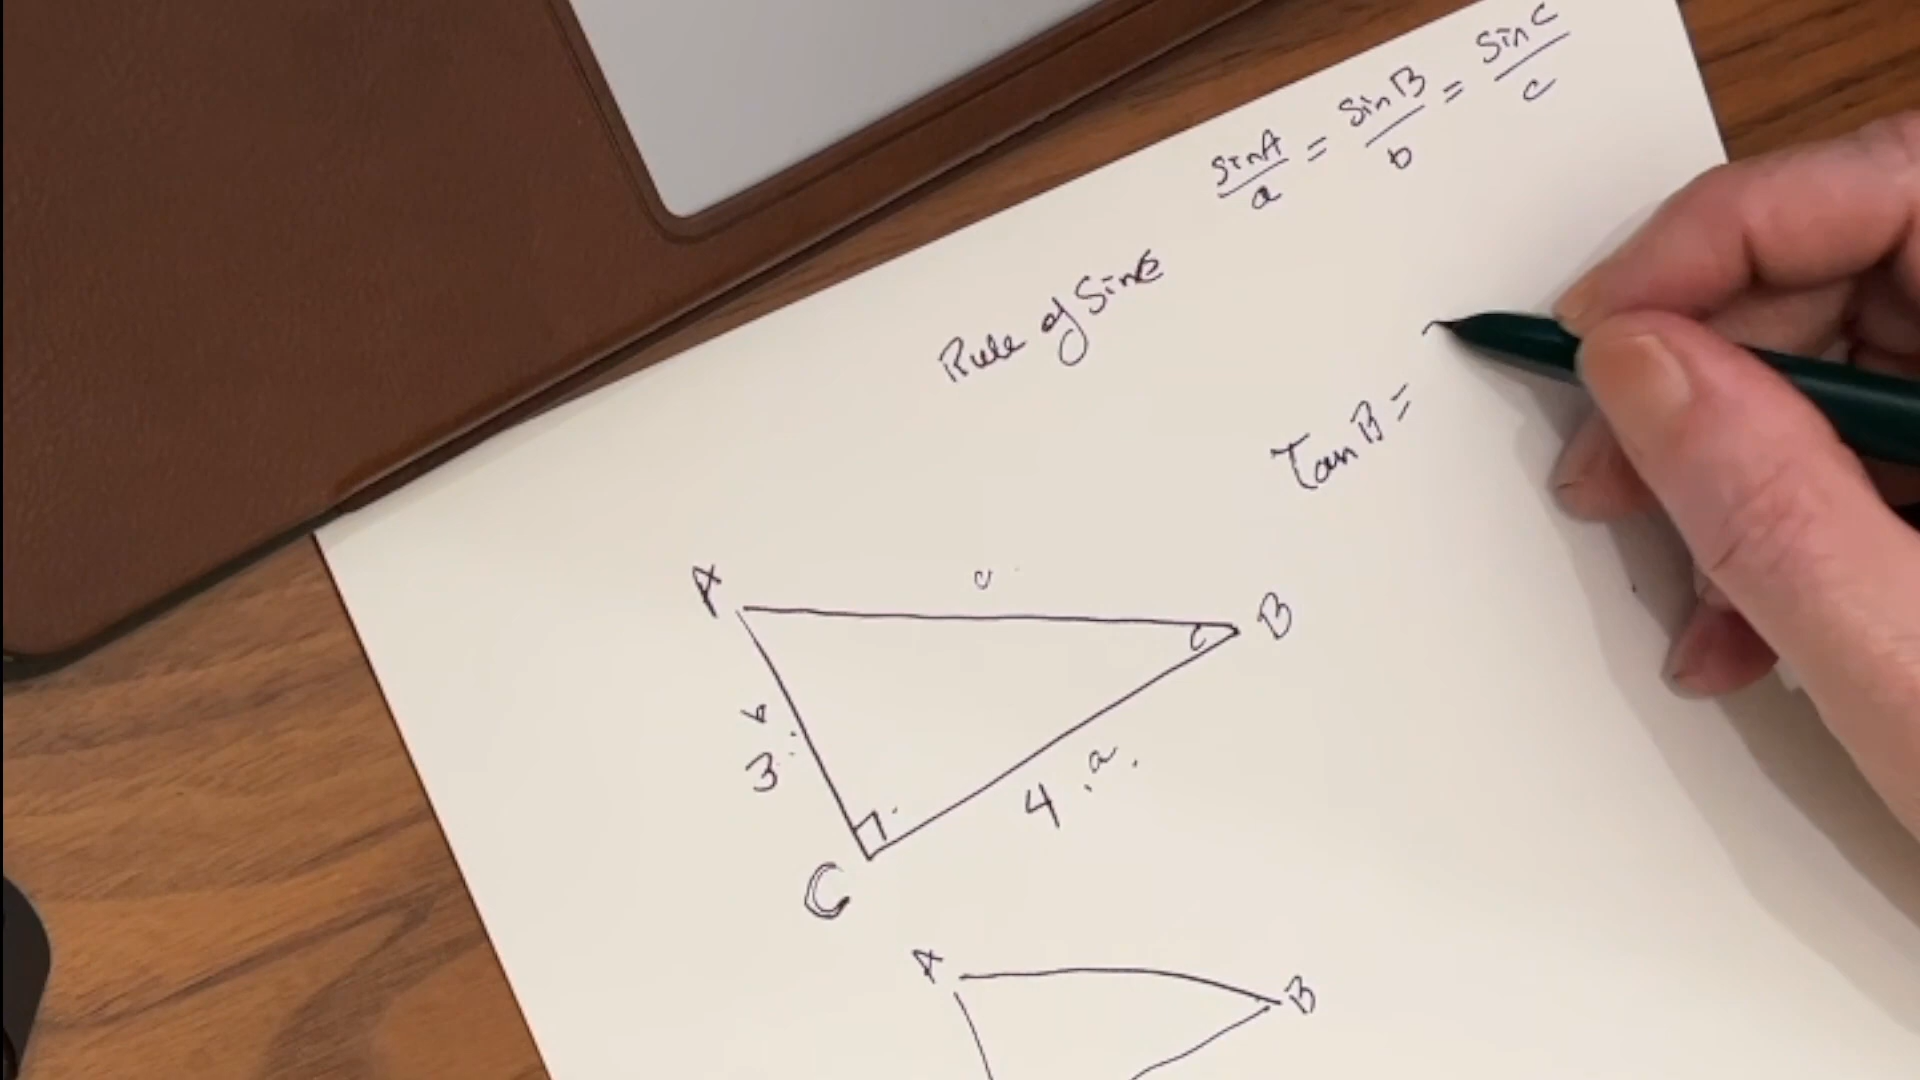 sinA/a = sinB/b = sinC/c
Rule of Sine
Tan B =
A
c
B
b
3
4
a
C
A
B